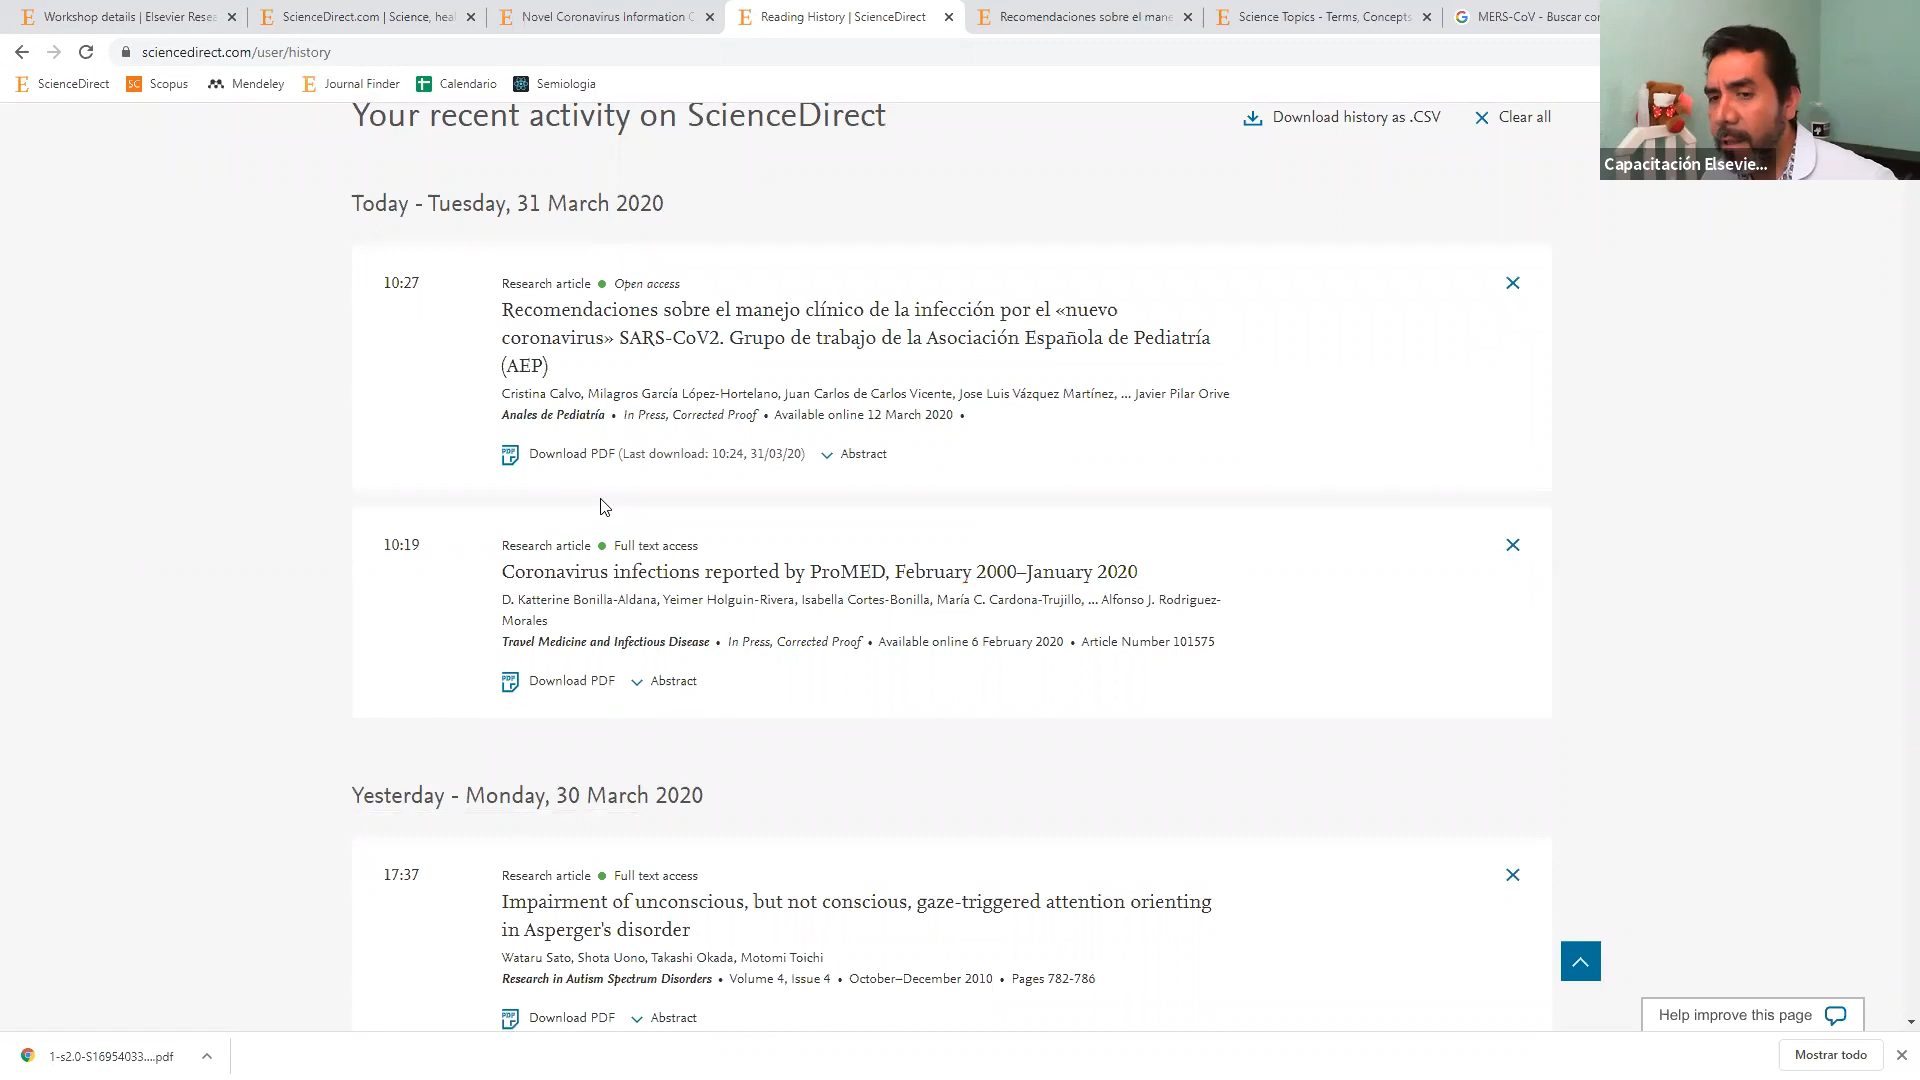 Workshop details | Elsevier Rese
ScienceDirect.com | Science, heal
Novel Coronavirus Information C
Reading History | ScienceDirect
Recomendaciones sobre el mane
Science Topics - Terms, Concepts
MERS-CoV - Buscar con
sciencedirect.com/user/history
ScienceDirect
Scopus
Mendeley
Journal Finder
Calendario
Semiologia
Your recent activity on ScienceDirect
Download history as .CSV
Clear all
Capacitación Elsevie...
Today - Tuesday, 31 March 2020
10:27
Research article ● Open access
Recomendaciones sobre el manejo clínico de la infección por el «nuevo
coronavirus» SARS-CoV2. Grupo de trabajo de la Asociación Española de Pediatría
(AEP)
Cristina Calvo, Milagros García López-Hortelano, Juan Carlos de Carlos Vicente, Jose Luis Vázquez Martínez, ... Javier Pilar Orive
Anales de Pediatría • In Press, Corrected Proof • Available online 12 March 2020 •
PDF Download PDF (Last download: 10:24, 31/03/20) Abstract
10:19
Research article ● Full text access
Coronavirus infections reported by ProMED, February 2000–January 2020
D. Katterine Bonilla-Aldana, Yeimer Holguin-Rivera, Isabella Cortes-Bonilla, María C. Cardona-Trujillo, ... Alfonso J. Rodriguez-
Morales
Travel Medicine and Infectious Disease • In Press, Corrected Proof • Available online 6 February 2020 • Article Number 101575
PDF Download PDF Abstract
Yesterday - Monday, 30 March 2020
17:37
Research article ● Full text access
Impairment of unconscious, but not conscious, gaze-triggered attention orienting
in Asperger's disorder
Wataru Sato, Shota Uono, Takashi Okada, Motomi Toichi
Research in Autism Spectrum Disorders • Volume 4, Issue 4 • October–December 2010 • Pages 782-786
PDF Download PDF Abstract
Help improve this page
1-s2.0-S16954033....pdf
Mostrar todo